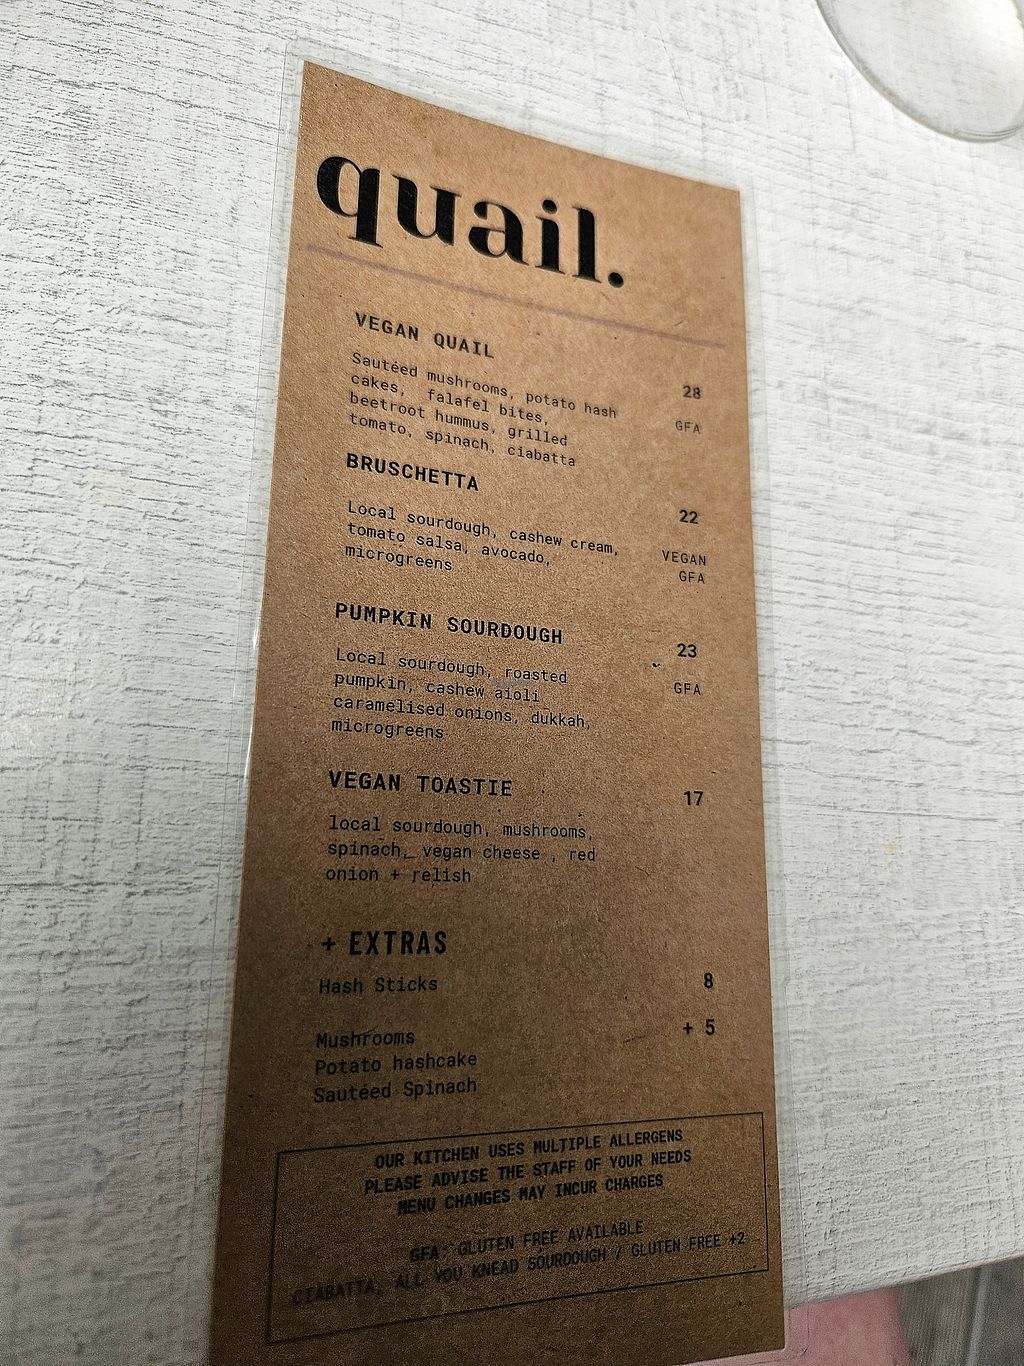 quail.
VEGAN QUAIL
Sautéed mushrooms, potato hash
cakes, falafel bites,
beetroot hummus, grilled
tomato, spinach, ciabatta
28
GFA
BRUSCHETTA
Local sourdough, cashew cream,
tomato salsa, avocado,
microgreens
22
VEGAN
GFA
PUMPKIN SOURDOUGH
Local sourdough, roasted
pumpkin, cashew aioli
caramelised onions, dukkah,
microgreens
23
GFA
VEGAN TOASTIE
local sourdough, mushrooms,
spinach, vegan cheese , red
onion + relish
17
+ EXTRAS
Hash Sticks 8
Mushrooms + 5
Potato hashcake
Sautéed Spinach
OUR KITCHEN USES MULTIPLE ALLERGENS
PLEASE ADVISE THE STAFF OF YOUR NEEDS
MENU CHANGES MAY INCUR CHARGES
GFA: GLUTEN FREE AVAILABLE
CIABATTA, ALL YOU KNEAD SOURDOUGH / GLUTEN FREE +2